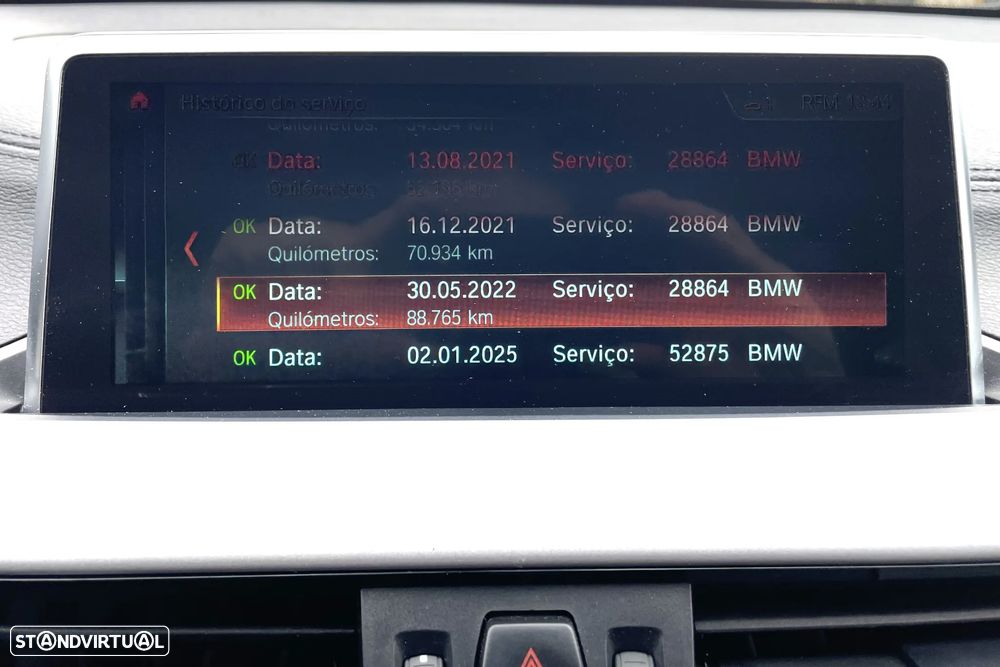 Histórico do serviço
Quilómetros:
Data: 13.08.2021 Serviço: 28864 BMW
Quilómetros:
OK Data: 16.12.2021 Serviço: 28864 BMW
Quilómetros: 70.934 km
OK Data: 30.05.2022 Serviço: 28864 BMW
Quilómetros: 88.765 km
OK Data: 02.01.2025 Serviço: 52875 BMW
STANDVIRTUAL